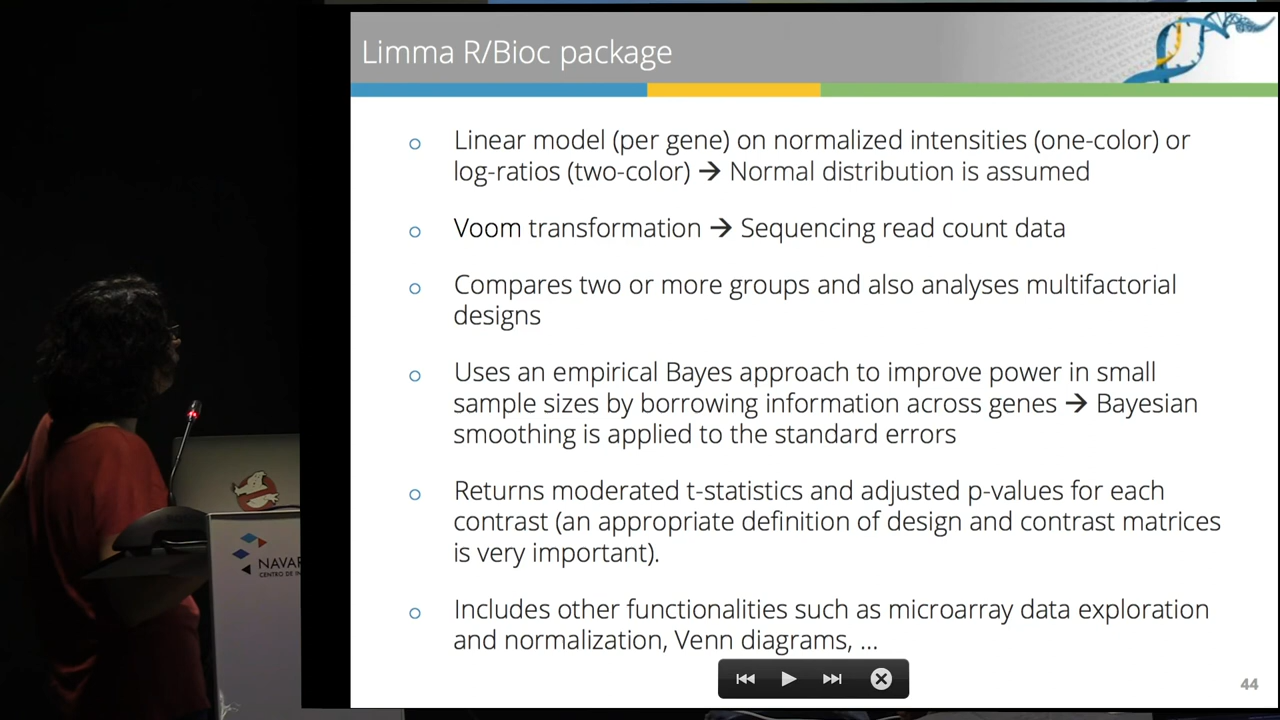 Limma R/Bioc package
Linear model (per gene) on normalized intensities (one-color) or
log-ratios (two-color) → Normal distribution is assumed
Voom transformation → Sequencing read count data
Compares two or more groups and also analyses multifactorial
designs
Uses an empirical Bayes approach to improve power in small
sample sizes by borrowing information across genes → Bayesian
smoothing is applied to the standard errors
Returns moderated t-statistics and adjusted p-values for each
contrast (an appropriate definition of design and contrast matrices
is very important).
Includes other functionalities such as microarray data exploration
and normalization, Venn diagrams, ...
44
CENTRO DE